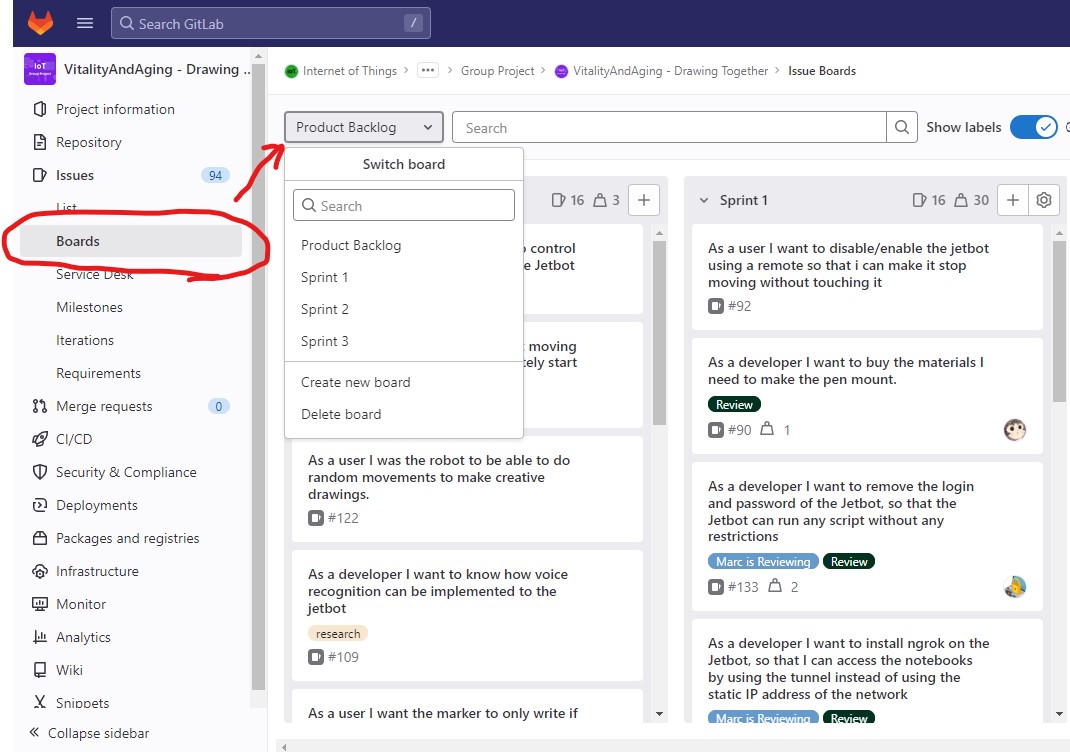 Search GitLab
/
IoT
Group Project
VitalityAndAging - Drawing ...
Project information
Repository
Issues
94
List
Boards
Service Desk
Milestones
Iterations
Requirements
Merge requests
0
CI/CD
Security & Compliance
Deployments
Packages and registries
Infrastructure
Monitor
Analytics
Wiki
Snippets
Collapse sidebar
Internet of Things > ... > Group Project > VitalityAndAging - Drawing Together > Issue Boards
Product Backlog
Search
Show labels
Switch board
Search
Product Backlog
Sprint 1
Sprint 2
Sprint 3
Create new board
Delete board
16
3
control
the Jetbot
moving
start
As a user I was the robot to be able to do
random movements to make creative
drawings.
#122
As a developer I want to know how voice
recognition can be implemented to the
jetbot
research
#109
As a user I want the marker to only write if
Sprint 1
16
30
As a user I want to disable/enable the jetbot
using a remote so that i can make it stop
moving without touching it
#92
As a developer I want to buy the materials I
need to make the pen mount.
Review
#90
1
As a developer I want to remove the login
and password of the Jetbot, so that the
Jetbot can run any script without any
restrictions
Marc is Reviewing
Review
#133
2
As a developer I want to install ngrok on the
Jetbot, so that I can access the notebooks
by using the tunnel instead of using the
static IP address of the network
Marc is Reviewing
Review